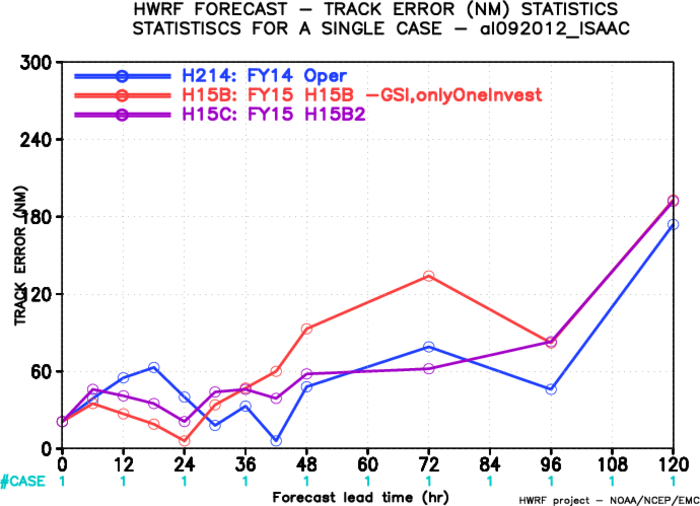 HWRF FORECAST − TRACK ERROR (NM) STATISTICS
STATISTISCS FOR A SINGLE CASE − al092012_ISAAC
H214: FY14 Oper
H15B: FY15 H15B −GSI,onlyOneInvest
H15C: FY15 H15B2
TRACK ERROR (NM)
300
240
180
120
60
0
0 12 24 36 48 60 72 84 96 108 120
#CASE 1 1 1 1 1 1 1 1 1 1 1
Forecast lead time (hr)
HWRF project − NOAA/NCEP/EMC